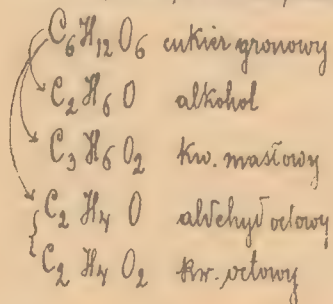 C6H12O6 cukier gronowy
C2H6O alkohol
C3H6O2 kw. masłowy
C2H4O aldehyd octowy
C2H4O2 kw. octowy